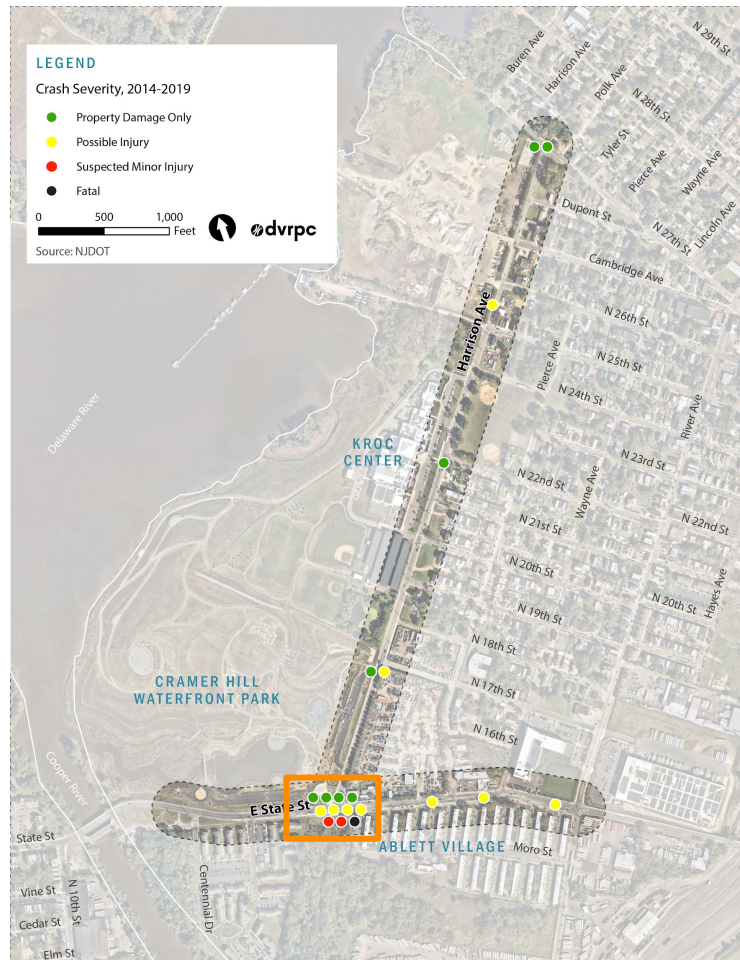 LEGEND
Crash Severity, 2014-2019
Property Damage Only
Possible Injury
Suspected Minor Injury
Fatal
0 500 1,000
Feet
dvrpc
Source: NJDOT
Buren Ave
Harrison Ave
Polk Ave
N 29th St
N 28th St
Tyler St
Pierce Ave
Wayne Ave
Lincoln Ave
Dupont St
N 27th St
Cambridge Ave
N 26th St
Harrison Ave
Pierce Ave
N 25th St
N 24th St
River Ave
Delaware River
KROC
CENTER
N 23rd St
N 22nd St
Wayne Ave
N 22nd St
N 21st St
N 20th St
Hayes Ave
N 20th St
N 19th St
N 18th St
CRAMER HILL
WATERFRONT PARK
N 17th St
N 16th St
Cooper River
E State St
State St
ABLETT VILLAGE
Moro St
Centennial Dr
Vine St
N 10th St
Cedar St
Elm St